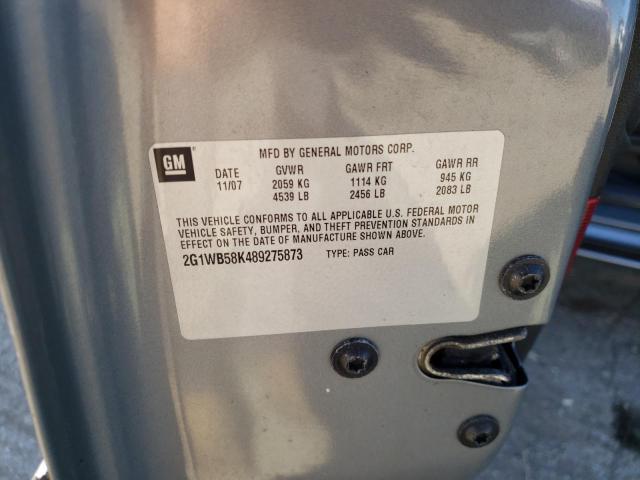 GM
MFD BY GENERAL MOTORS CORP.
DATE GVWR GAWR FRT GAWR RR
11/07 2059 KG 1114 KG 945 KG
4539 LB 2456 LB 2083 LB
THIS VEHICLE CONFORMS TO ALL APPLICABLE U.S. FEDERAL MOTOR
VEHICLE SAFETY, BUMPER, AND THEFT PREVENTION STANDARDS IN
EFFECT ON THE DATE OF MANUFACTURE SHOWN ABOVE.
2G1WB58K489275873 TYPE: PASS CAR